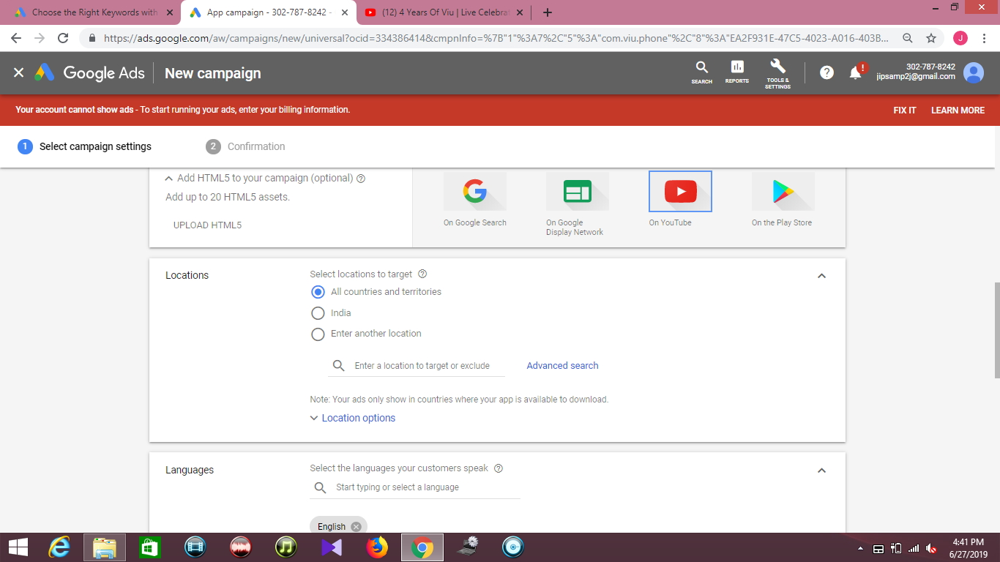 Choose the Right Keywords with
App campaign - 302-787-8242 -
(12) 4 Years Of Viu | Live Celebra
https://ads.google.com/aw/campaigns/new/universal?ocid=334386414&cmpnInfo=%7B"1"%3A7%2C"5"%3A"com.viu.phone"%2C"8"%3A"EA2F931E-47C5-4023-A016-403B...
J
Google Ads
New campaign
SEARCH
REPORTS
TOOLS &
SETTINGS
?
!
302-787-8242
jipsamp2j@gmail.com
Your account cannot show ads - To start running your ads, enter your billing information.
FIX IT
LEARN MORE
1 Select campaign settings
2 Confirmation
Add HTML5 to your campaign (optional) ?
Add up to 20 HTML5 assets.
UPLOAD HTML5
On Google Search
On Google
Display Network
On YouTube
On the Play Store
Locations
Select locations to target ?
All countries and territories
India
Enter another location
Enter a location to target or exclude
Advanced search
Note: Your ads only show in countries where your app is available to download.
Location options
Languages
Select the languages your customers speak ?
Start typing or select a language
English
4:41 PM
6/27/2019